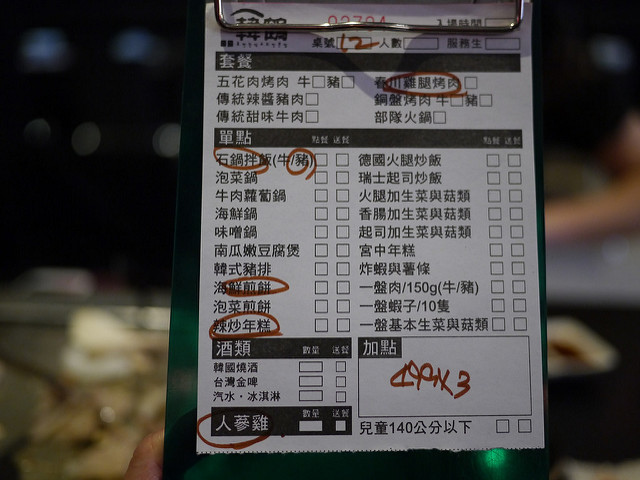 韓鶴 02704 入場時間
桌號 12 人數 服務生
套餐
五花肉烤肉 牛□豬□ 春川雞腿烤肉□
傳統辣醬豬肉□ 銅盤烤肉 牛□豬□
傳統甜味牛肉□ 部隊火鍋□
單點 點餐 送餐 點餐 送餐
石鍋拌飯(牛/豬) 德國火腿炒飯
泡菜鍋 瑞士起司炒飯
牛肉蘿蔔鍋 火腿加生菜與菇類
海鮮鍋 香腸加生菜與菇類
味噌鍋 起司加生菜與菇類
南瓜嫩豆腐煲 宮中年糕
韓式豬排 炸蝦與薯條
海鮮煎餅 一盤肉/150g(牛/豬)
泡菜煎餅 一盤蝦子/10隻
辣炒年糕 一盤基本生菜與菇類
酒類 數量 送餐 加點
韓國燒酒
台灣金啤
汽水·冰淇淋
499X3
人蔘雞 數量 送餐
兒童140公分以下